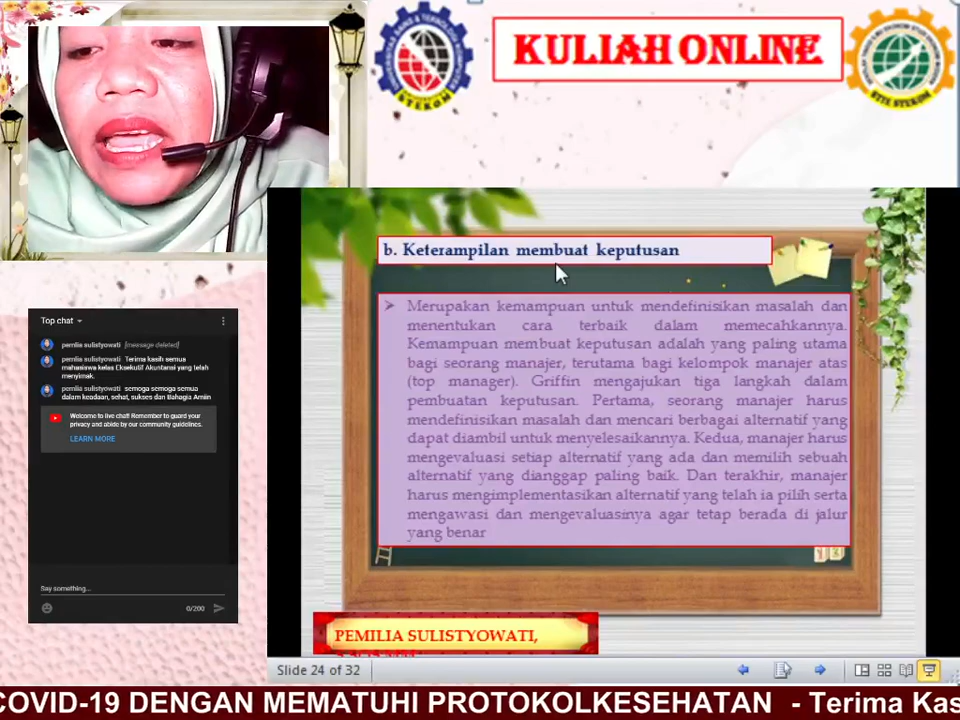 KULIAH ONLINE
STEKOM
STIE STEKOM
b. Keterampilan membuat keputusan
Merupakan kemampuan untuk mendefinisikan masalah dan
menentukan cara terbaik dalam memecahkannya.
Kemampuan membuat keputusan adalah yang paling utama
bagi seorang manajer, terutama bagi kelompok manajer atas
(top manager). Griffin mengajukan tiga langkah dalam
pembuatan keputusan. Pertama, seorang manajer harus
mendefinisikan masalah dan mencari berbagai alternatif yang
dapat diambil untuk menyelesaikannya. Kedua, manajer harus
mengevaluasi setiap alternatif yang ada dan memilih sebuah
alternatif yang dianggap paling baik. Dan terakhir, manajer
harus mengimplementasikan alternatif yang telah ia pilih serta
mengawasi dan mengevaluasinya agar tetap berada di jalur
yang benar
PEMILIA SULISTYOWATI,
Slide 24 of 32
Top chat
pemlia sulistyowati [message deleted]
pemlia sulistyowati Terima kasih semua
mahasiswa kelas Eksekutif Akuntansi yang telah
menyimak.
pemlia sulistyowati semoga semoga semua
dalam keadaan, sehat, sukses dan Bahagia Amiin
Welcome to live chat! Remember to guard your
privacy and abide by our community guidelines.
LEARN MORE
Say something...
0/200
COVID-19 DENGAN MEMATUHI PROTOKOLKESEHATAN - Terima Kas